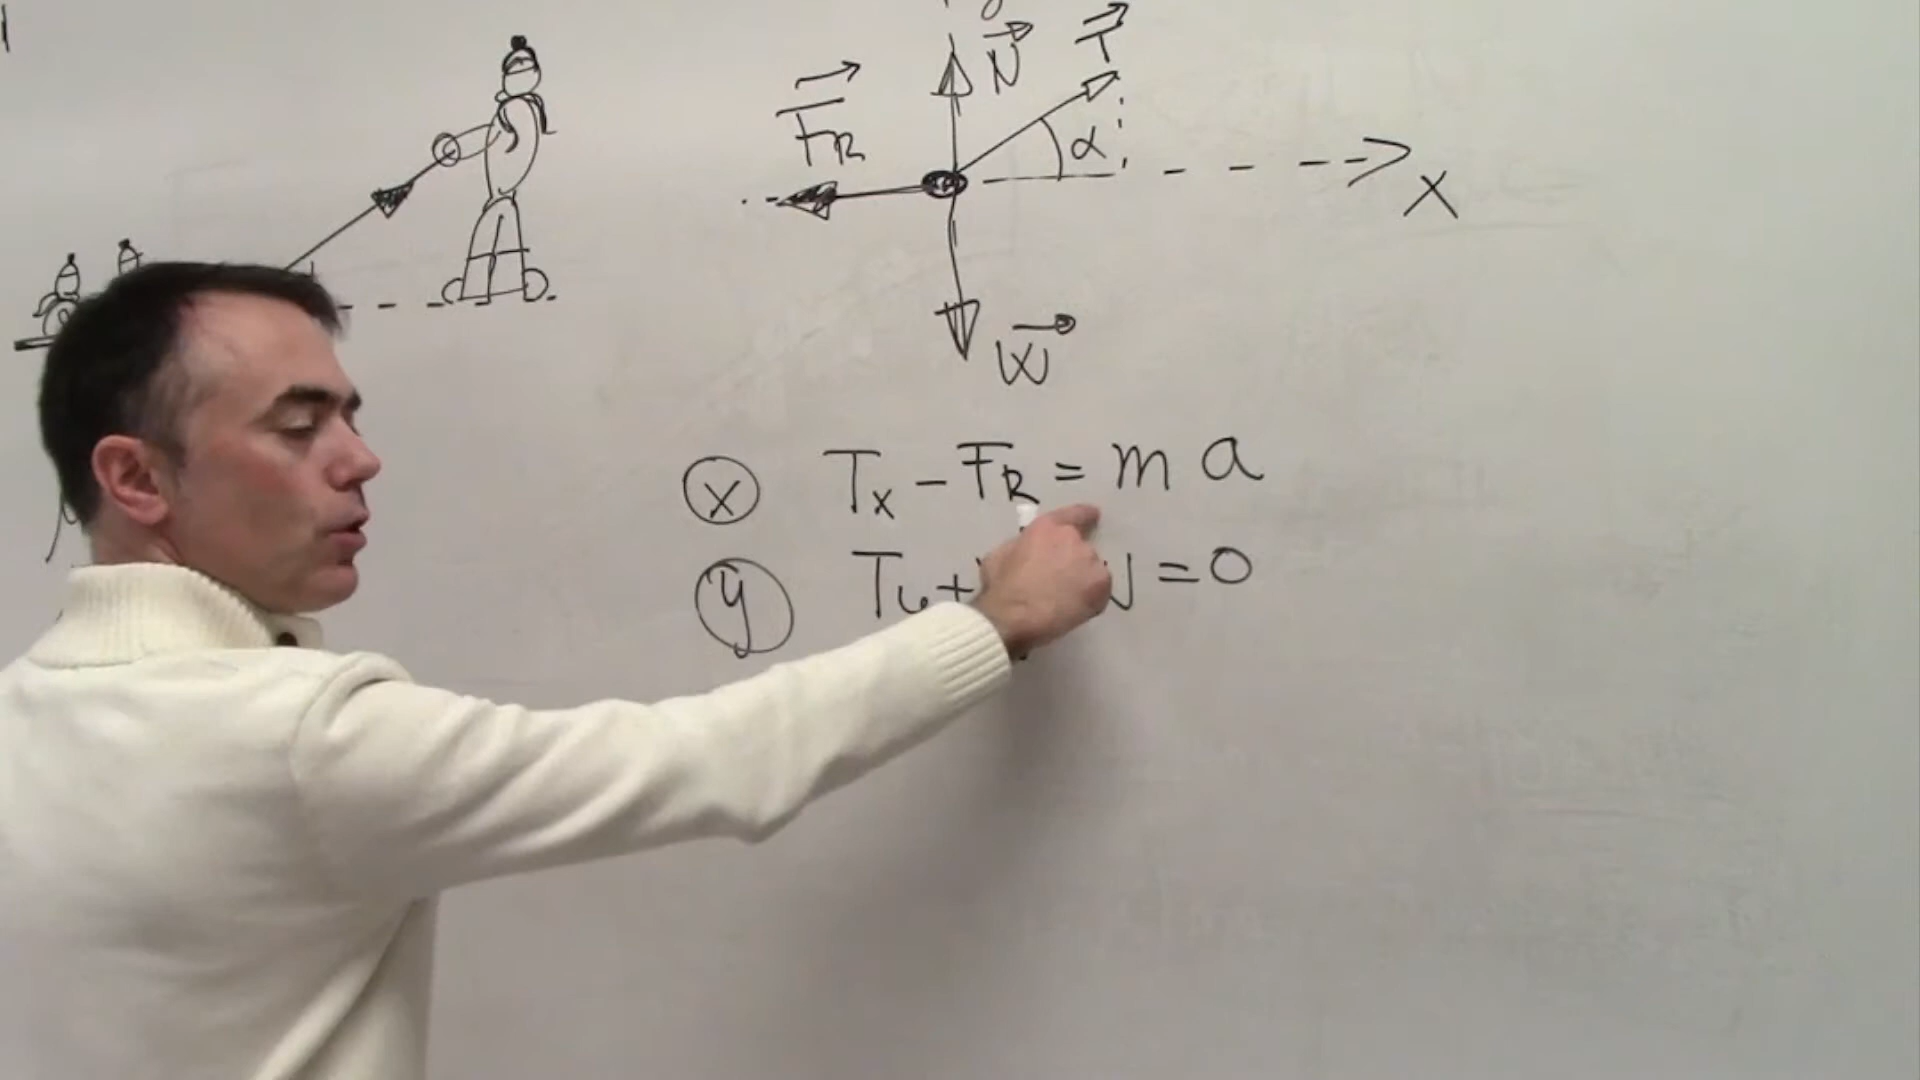 N
T
FR
α
X
W
x Tx - FR = m a
y Ty + = 0